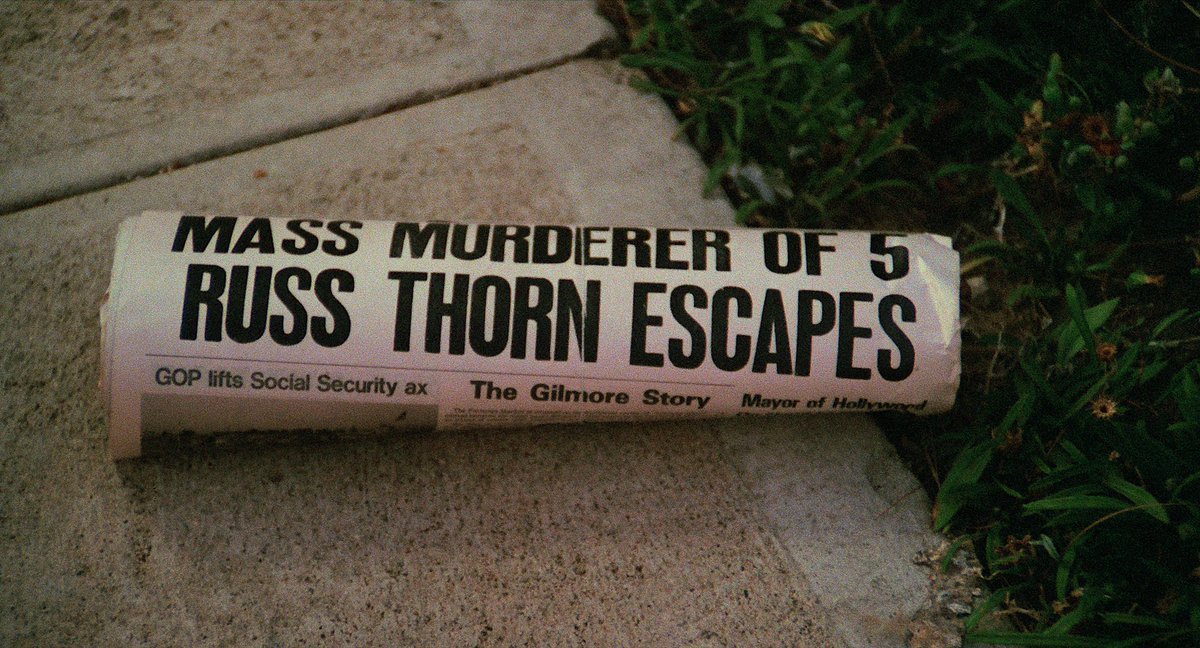 MASS MURDERER OF 5
RUSS THORN ESCAPES
GOP lifts Social Security ax
The Gilmore Story
Mayor of Hollywood